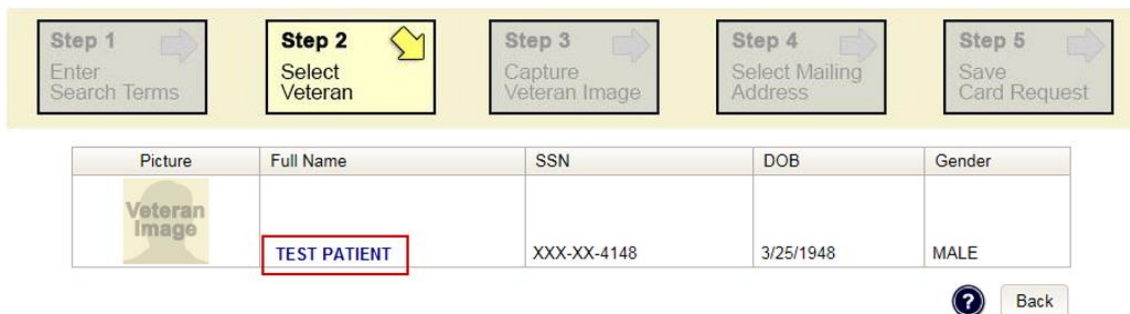 Step 1
Enter
Search Terms
Step 2
Select
Veteran
Step 3
Capture
Veteran Image
Step 4
Select Mailing
Address
Step 5
Save
Card Request
Picture Full Name SSN DOB Gender
Veteran
Image
TEST PATIENT XXX-XX-4148 3/25/1948 MALE
? Back